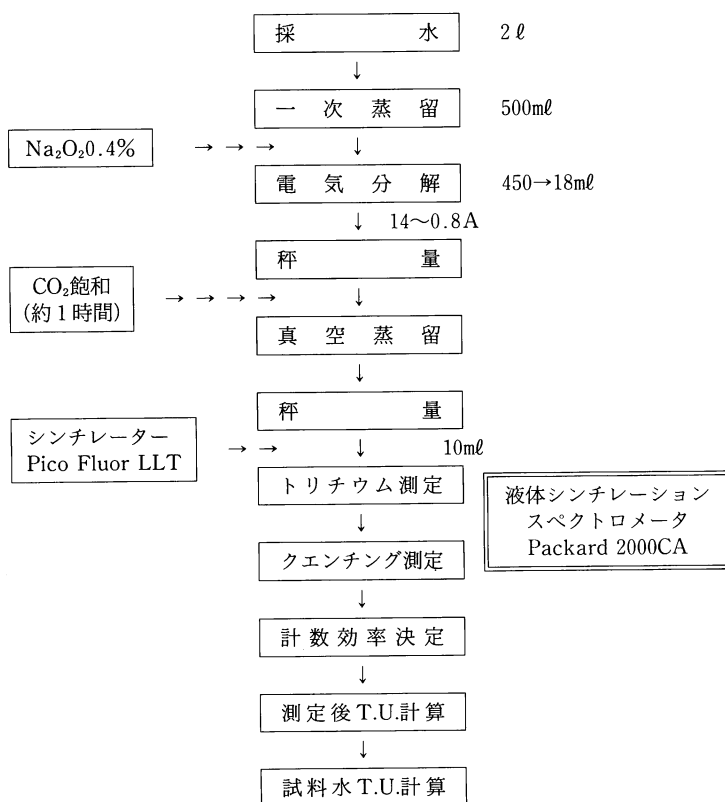 採水 2ℓ
↓
一次蒸留 500mℓ
Na₂O₂0.4% → → → ↓
電気分解 450→18mℓ
↓ 14～0.8A
秤量
CO₂飽和
(約1時間) → → → → ↓
真空蒸留
↓
秤量
シンチレーター
Pico Fluor LLT → → ↓ 10mℓ
トリチウム測定
液体シンチレーション
スペクトロメータ
Packard 2000CA
↓
クエンチング測定
↓
計数効率決定
↓
測定後T.U.計算
↓
試料水T.U.計算